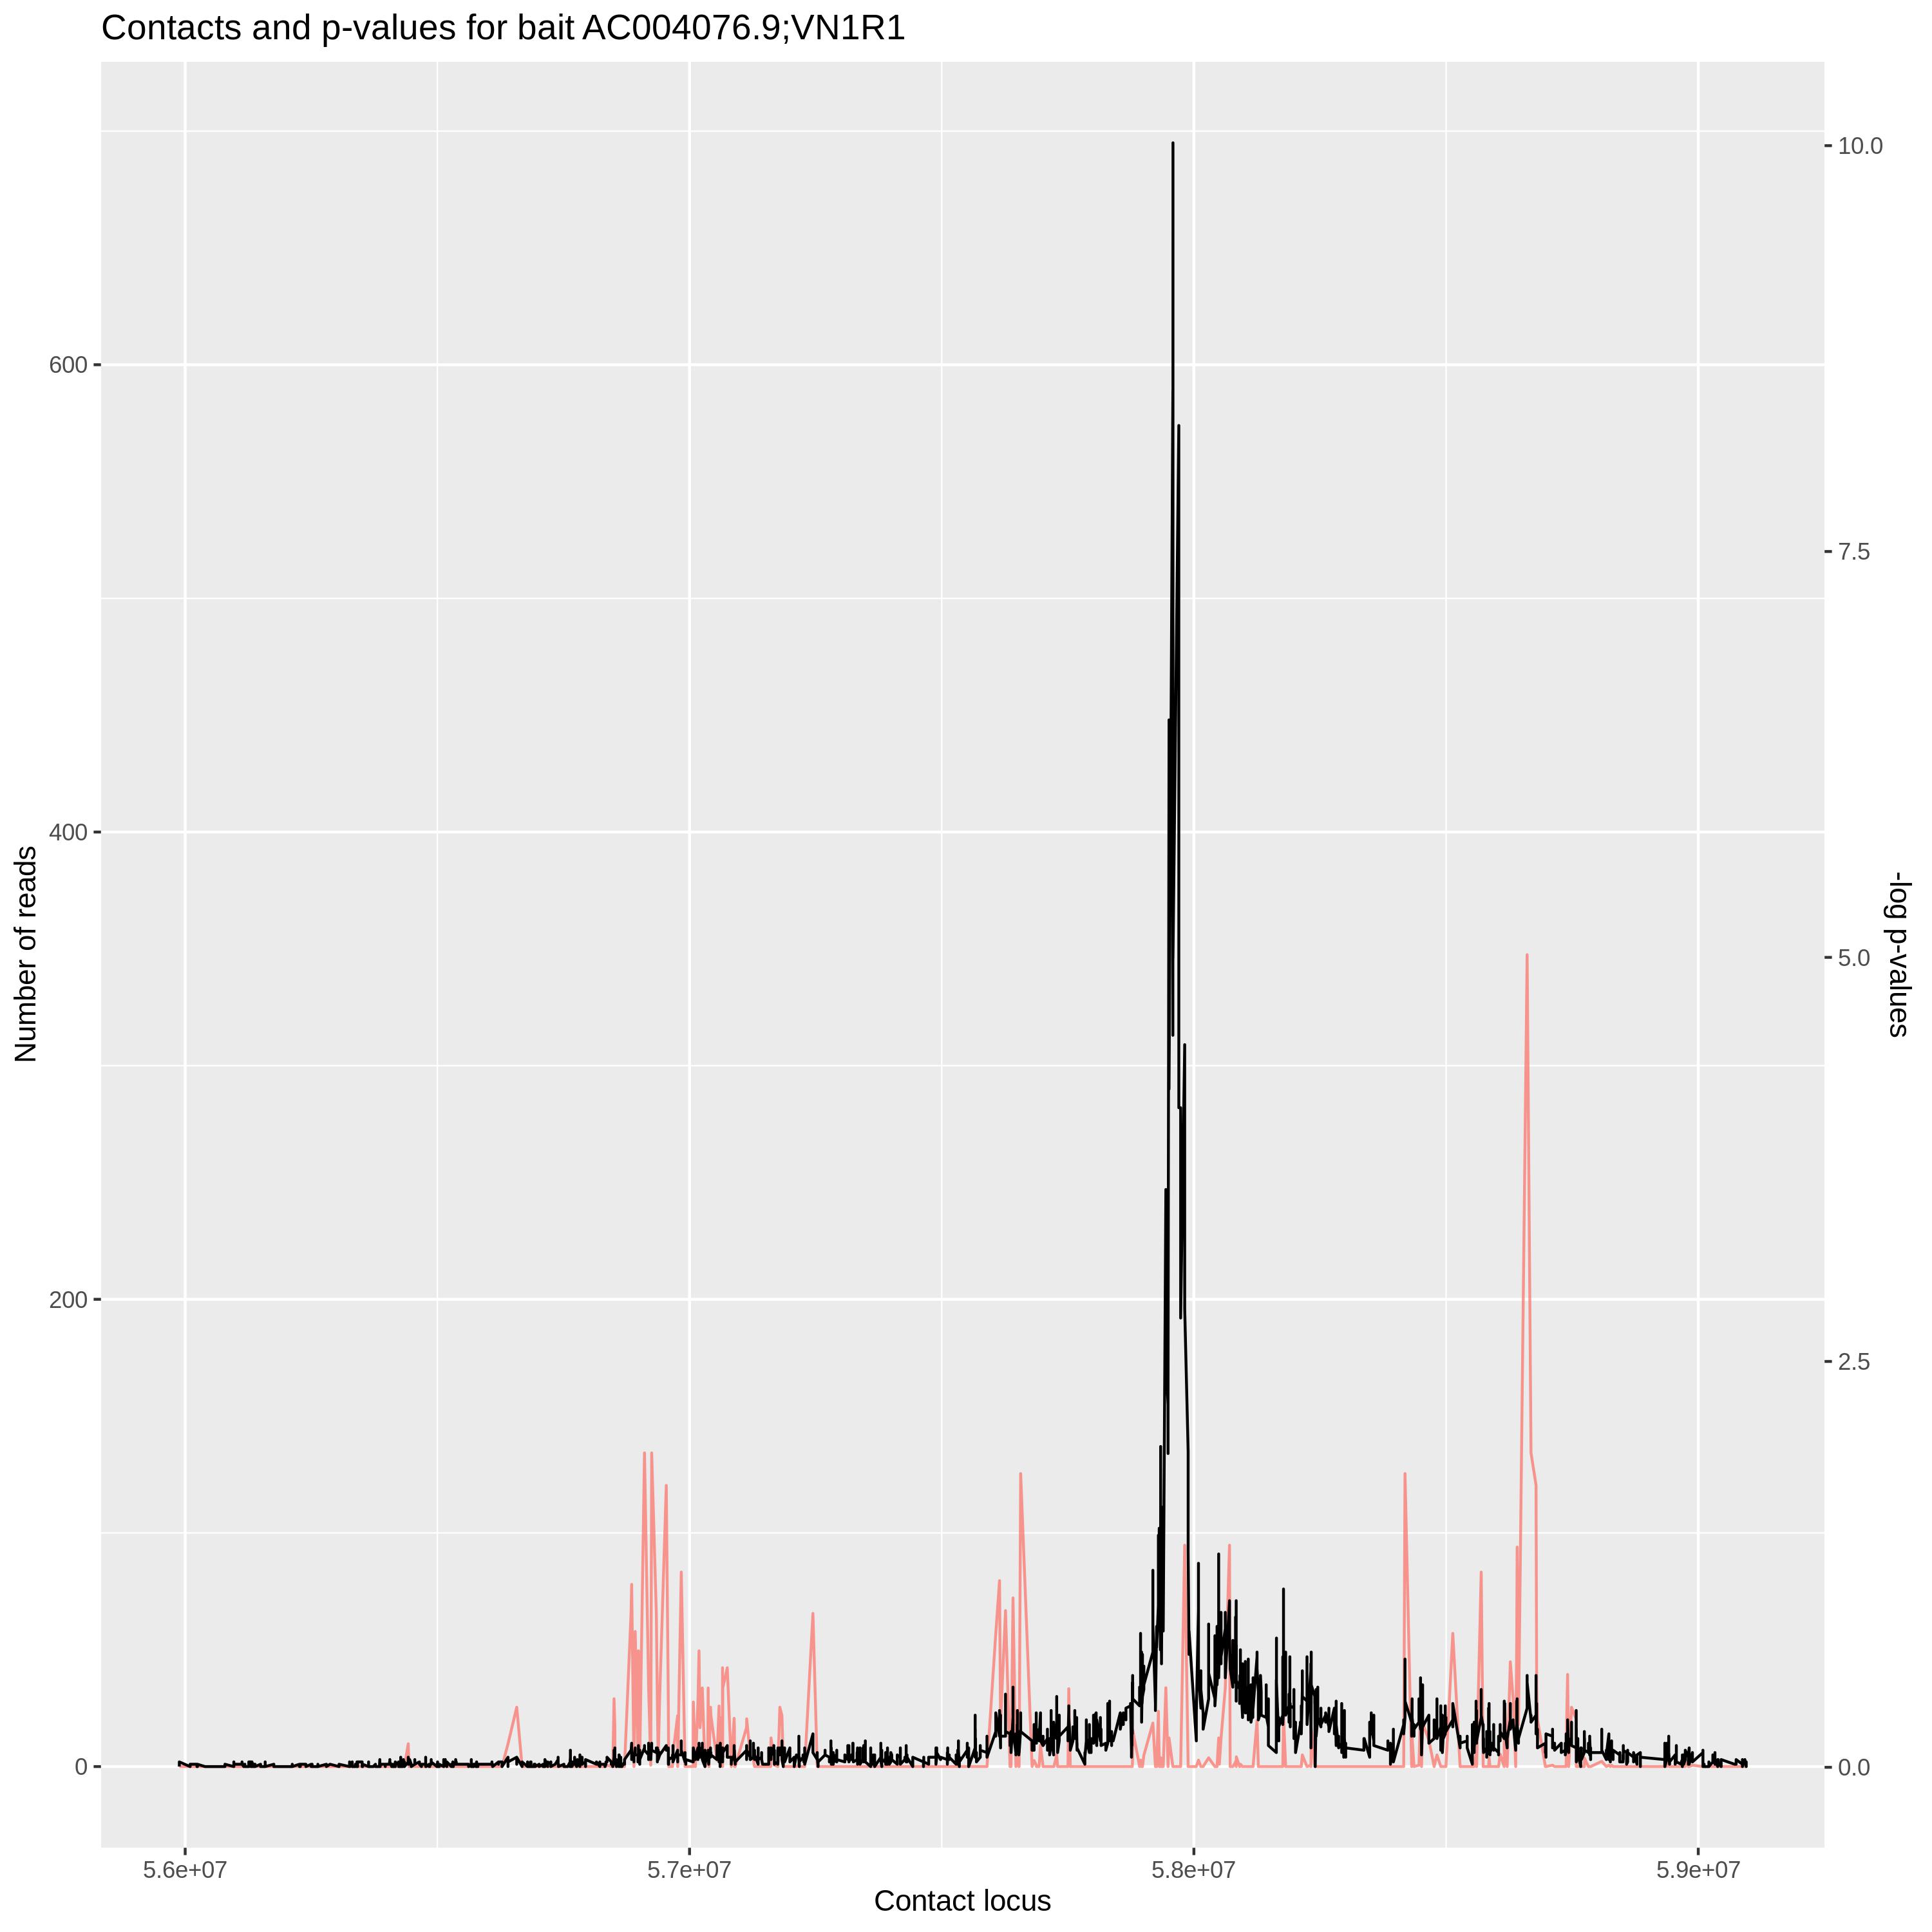 Contacts and p-values for bait AC004076.9;VN1R1
10.0
600
7.5
400
5.0
Number of reads
-log p-values
2.5
200
0
0.0
5.6e+07 5.7e+07 5.8e+07 5.9e+07
Contact locus